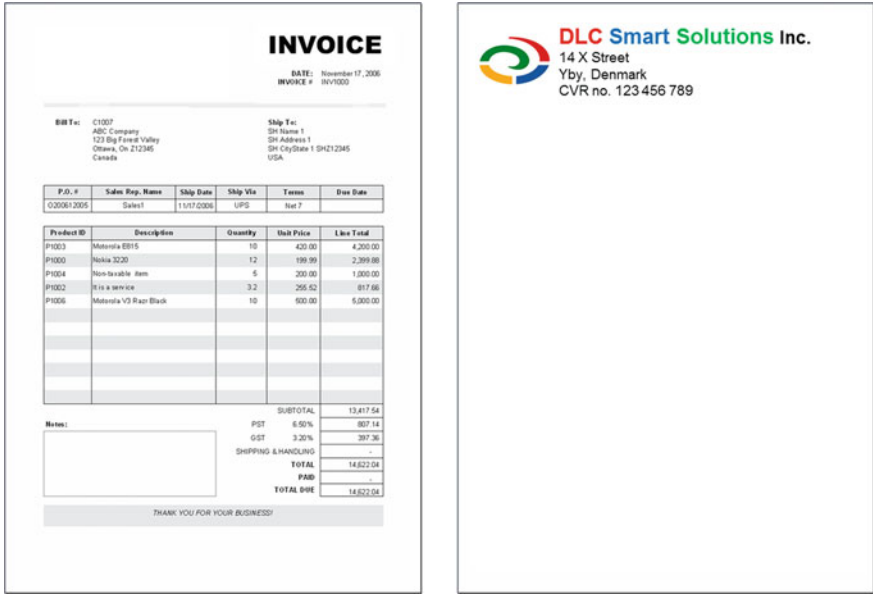 INVOICE
DATE: November 17, 2006
INVOICE # INV1000
Bill To: C1007
ABC Company
123 Big Forest Valley
Ottawa, On Z12345
Canada
Ship To:
SH Name 1
SH Address 1
SH CityState 1 SHZ12345
USA
P.O. # Sales Rep. Name Ship Date Ship Via Terms Due Date
O200612005 Sales1 11/17/2006 UPS Net 7
Product ID Description Quantity Unit Price Line Total
P1003 Motorola E815 10 420.00 4,200.00
P1000 Nokia 3220 12 199.99 2,399.88
P1004 Non-taxable item 5 200.00 1,000.00
P1002 It is a service 3.2 255.52 817.66
P1006 Motorola V3 Razr Black 10 500.00 5,000.00
SUBTOTAL 13,417.54
PST 6.50% 807.14
GST 3.20% 397.36
SHIPPING & HANDLING -
TOTAL 14,622.04
PAID -
TOTAL DUE 14,622.04
Notes:
THANK YOU FOR YOUR BUSINESS!
DLC Smart Solutions Inc.
14 X Street
Yby, Denmark
CVR no. 123 456 789